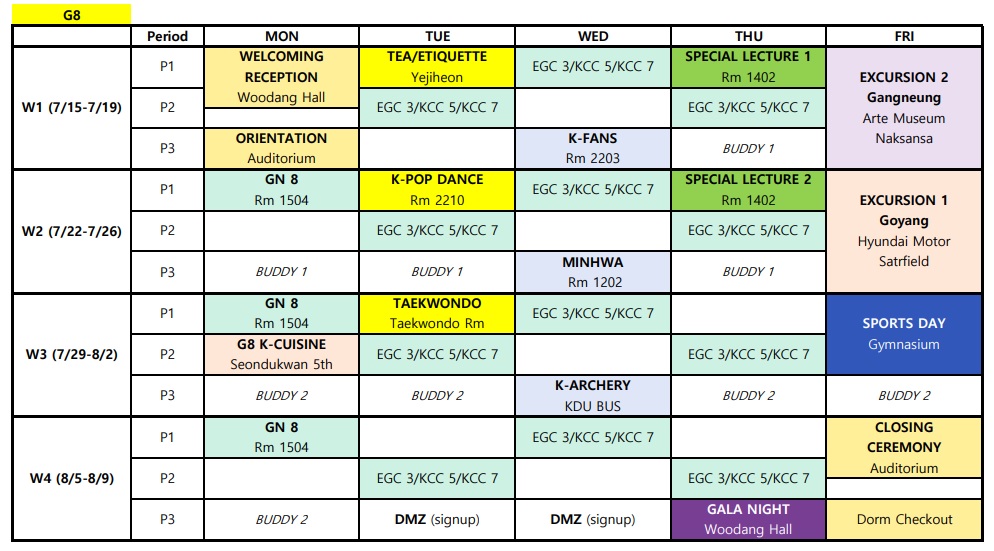 G8
Period MON TUE WED THU FRI
W1 (7/15-7/19)
P1
WELCOMING
RECEPTION
Woodang Hall
TEA/ETIQUETTE
Yejiheon
EGC 3/KCC 5/KCC 7
SPECIAL LECTURE 1
Rm 1402
EXCURSION 2
Gangneung
Arte Museum
Naksansa
P2
EGC 3/KCC 5/KCC 7
EGC 3/KCC 5/KCC 7
P3
ORIENTATION
Auditorium
K-FANS
Rm 2203
BUDDY 1
W2 (7/22-7/26)
P1
GN 8
Rm 1504
K-POP DANCE
Rm 2210
EGC 3/KCC 5/KCC 7
SPECIAL LECTURE 2
Rm 1402
EXCURSION 1
Goyang
Hyundai Motor
Satrfield
P2
EGC 3/KCC 5/KCC 7
EGC 3/KCC 5/KCC 7
P3
BUDDY 1
BUDDY 1
MINHWA
Rm 1202
BUDDY 1
W3 (7/29-8/2)
P1
GN 8
Rm 1504
TAEKWONDO
Taekwondo Rm
EGC 3/KCC 5/KCC 7
SPORTS DAY
Gymnasium
P2
G8 K-CUISINE
Seondukwan 5th
EGC 3/KCC 5/KCC 7
EGC 3/KCC 5/KCC 7
P3
BUDDY 2
BUDDY 2
K-ARCHERY
KDU BUS
BUDDY 2
BUDDY 2
W4 (8/5-8/9)
P1
GN 8
Rm 1504
EGC 3/KCC 5/KCC 7
CLOSING
CEREMONY
Auditorium
P2
EGC 3/KCC 5/KCC 7
EGC 3/KCC 5/KCC 7
P3
BUDDY 2
DMZ (signup)
DMZ (signup)
GALA NIGHT
Woodang Hall
Dorm Checkout